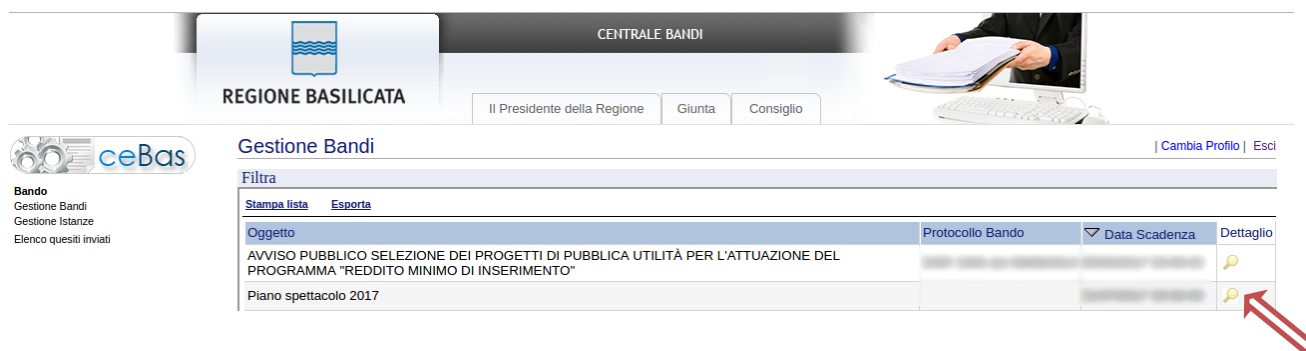 CENTRALE BANDI
REGIONE BASILICATA
Il Presidente della Regione
Giunta
Consiglio
ceBas
Gestione Bandi
| Cambia Profilo | Esci
Filtra
Bando
Gestione Bandi
Gestione Istanze
Elenco quesiti inviati
Stampa lista Esporta
Oggetto Protocollo Bando Data Scadenza Dettaglio
AVVISO PUBBLICO SELEZIONE DEI PROGETTI DI PUBBLICA UTILITÀ PER L'ATTUAZIONE DEL
PROGRAMMA "REDDITO MINIMO DI INSERIMENTO"
Piano spettacolo 2017